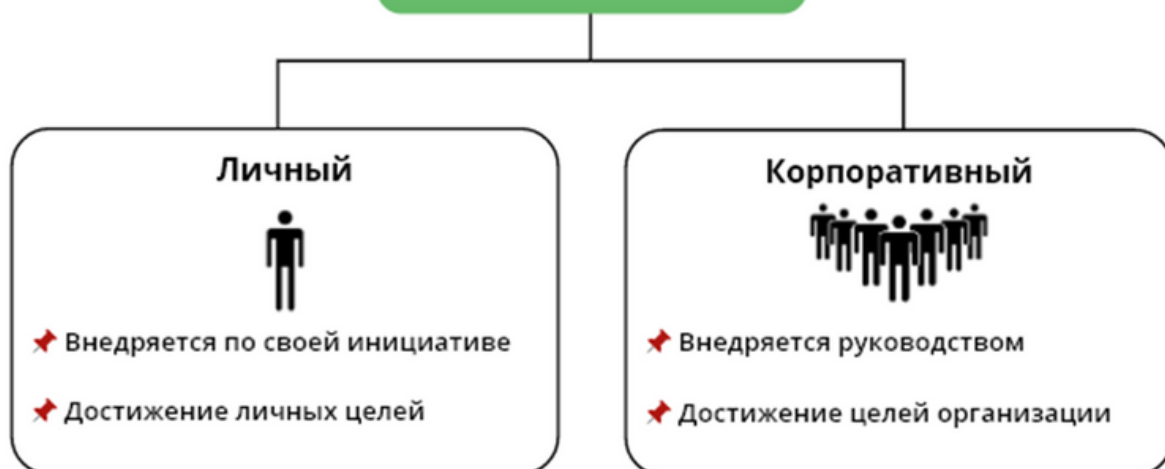 Личный
Внедряется по своей инициативе
Достижение личных целей
Корпоративный
Внедряется руководством
Достижение целей организации